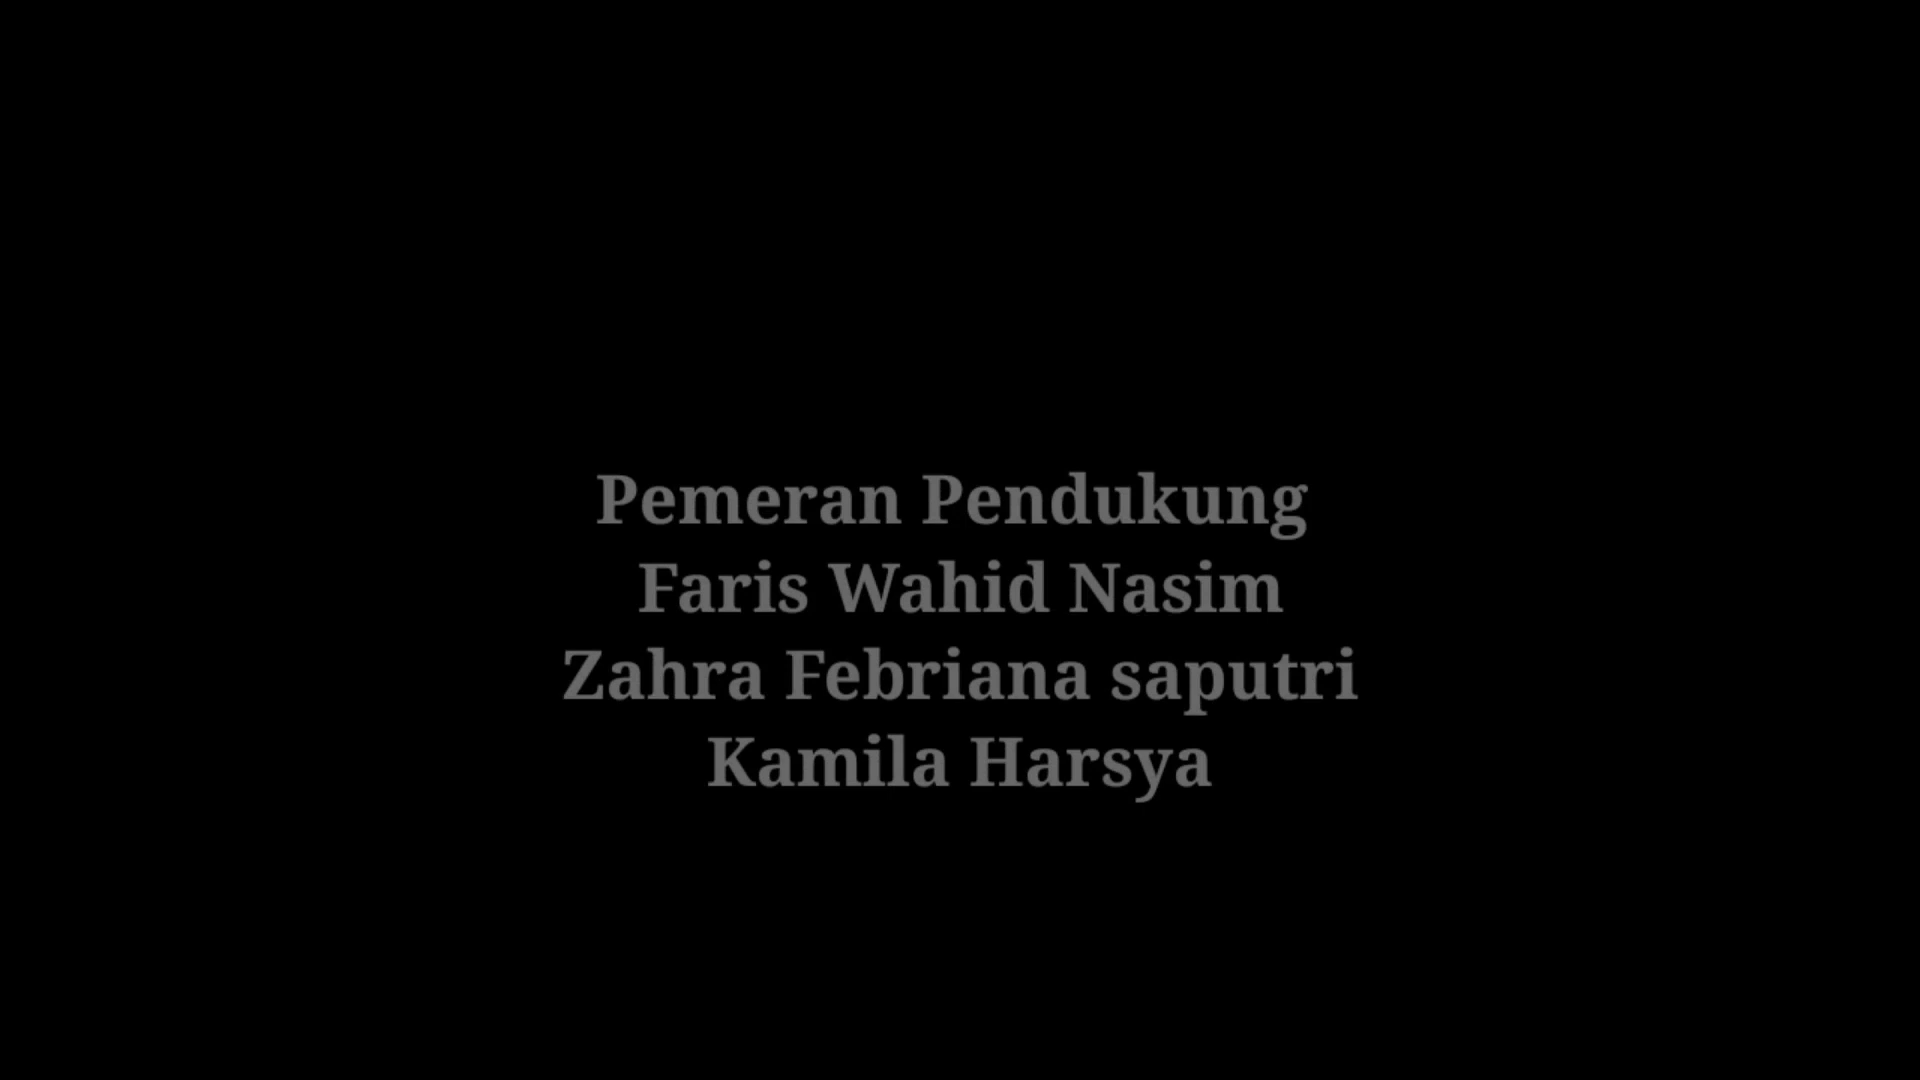 Pemeran Pendukung
Faris Wahid Nasim
Zahra Febriana saputri
Kamila Harsya